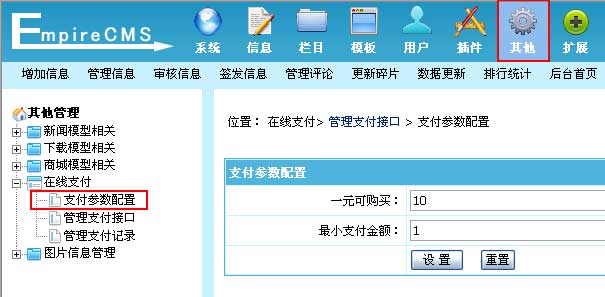 EmpireCMS
系统 信息 栏目 模板 用户 插件 其他 扩展
增加信息 管理信息 审核信息 签发信息 管理评论 更新碎片 数据更新 排行统计 后台首页
其他管理
新闻模型相关
下载模型相关
商城模型相关
在线支付
支付参数配置
管理支付接口
管理支付记录
图片信息管理
位置：在线支付> 管理支付接口 > 支付参数配置
支付参数配置
一元可购买： 10
最小支付金额： 1
设 置 重置